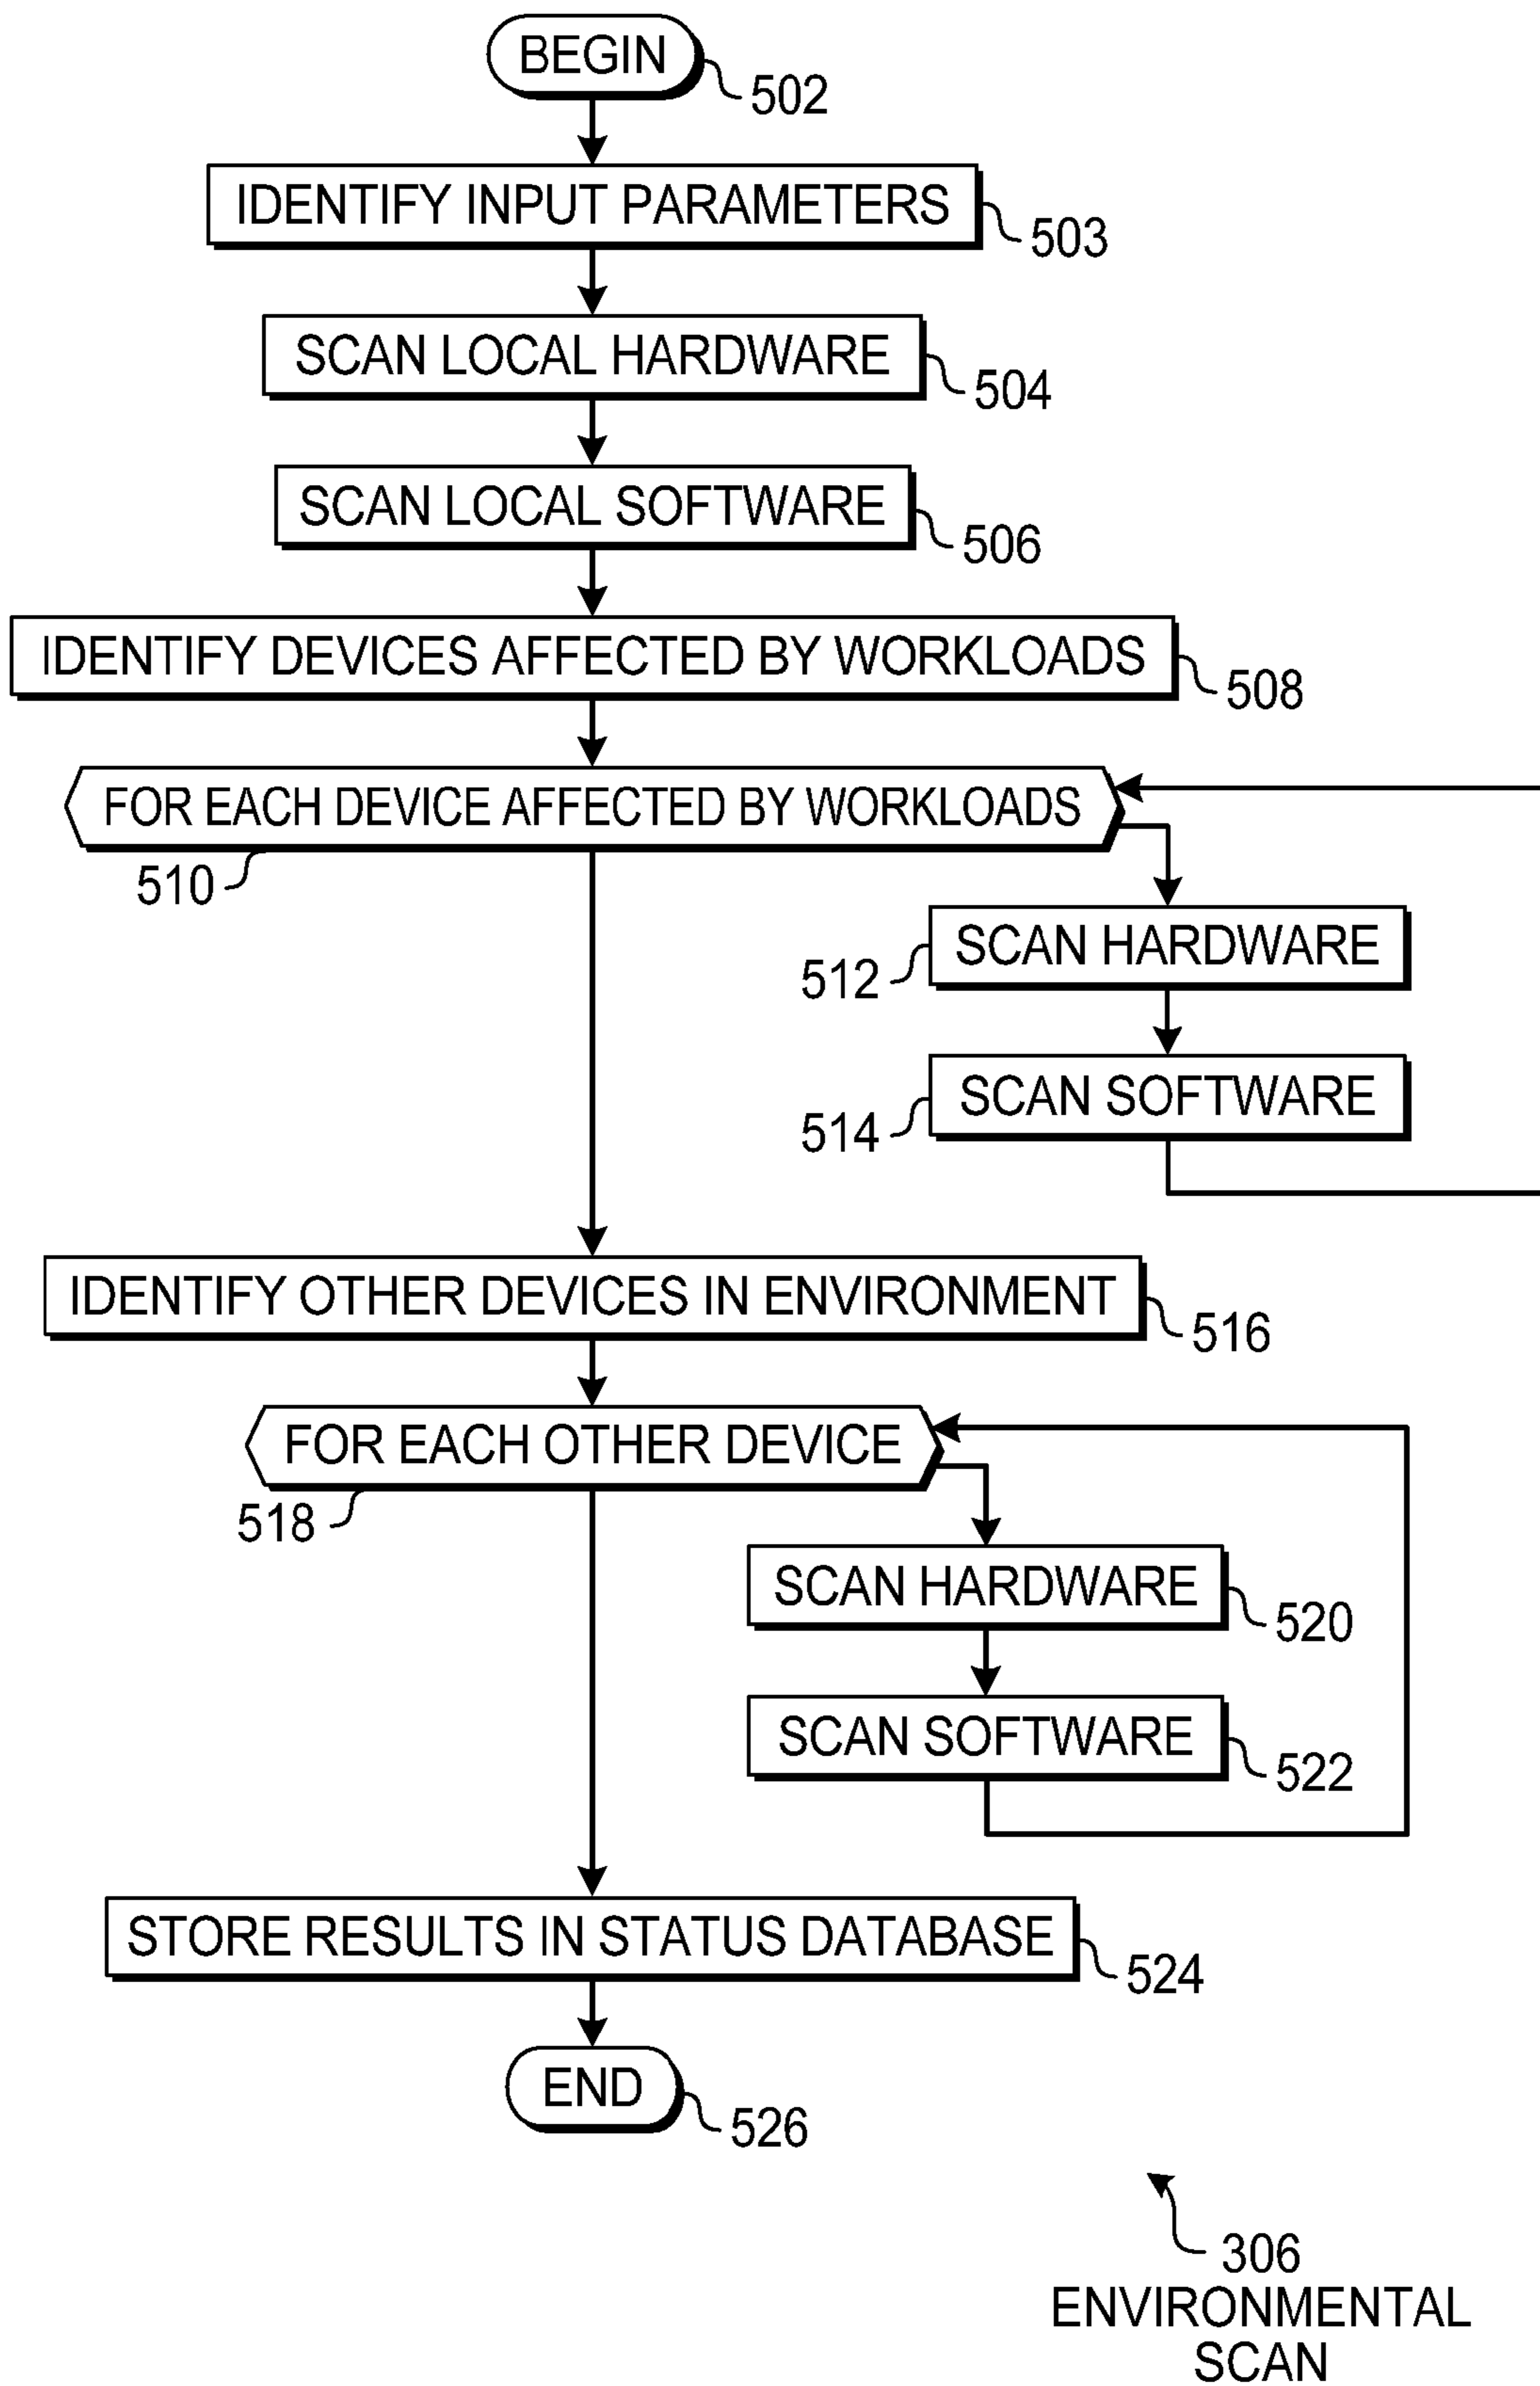 BEGIN
502
IDENTIFY INPUT PARAMETERS
503
SCAN LOCAL HARDWARE
504
SCAN LOCAL SOFTWARE
506
IDENTIFY DEVICES AFFECTED BY WORKLOADS
508
FOR EACH DEVICE AFFECTED BY WORKLOADS
510
SCAN HARDWARE
512
SCAN SOFTWARE
514
IDENTIFY OTHER DEVICES IN ENVIRONMENT
516
FOR EACH OTHER DEVICE
518
SCAN HARDWARE
520
SCAN SOFTWARE
522
STORE RESULTS IN STATUS DATABASE
524
END
526
306
ENVIRONMENTAL
SCAN